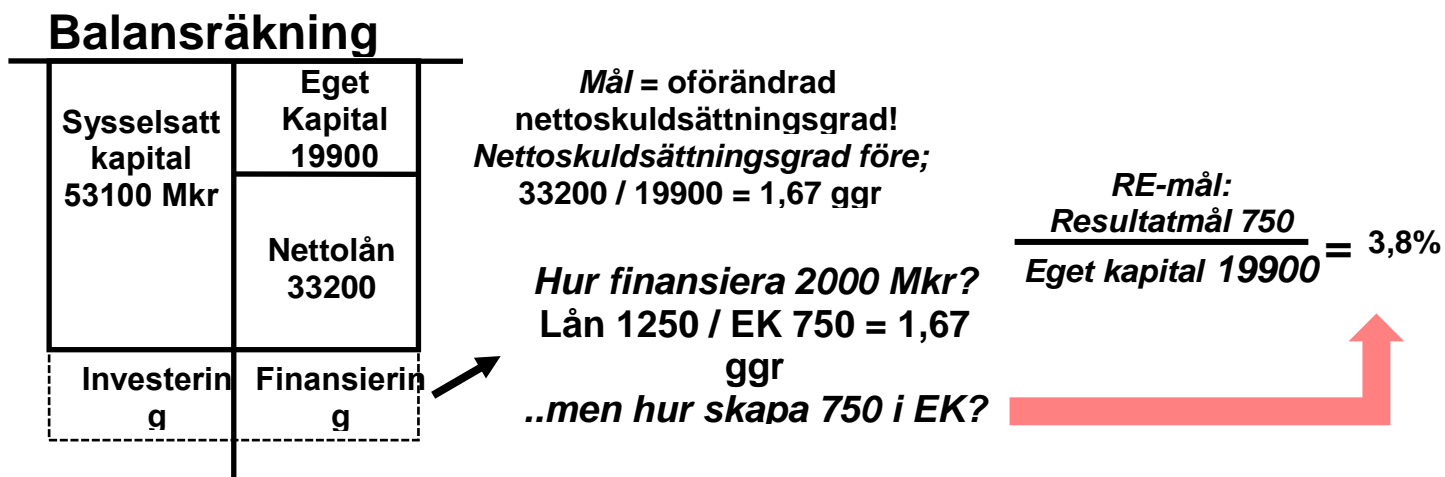 Balansräkning
Sysselsatt
kapital
53100 Mkr
Eget
Kapital
19900
Nettolån
33200
Investerin
g
Finansierin
g
Mål = oförändrad
nettoskuldsättningsgrad!
Nettoskuldsättningsgrad före;
33200 / 19900 = 1,67 ggr
Hur finansiera 2000 Mkr?
Lån 1250 / EK 750 = 1,67
ggr
..men hur skapa 750 i EK?
RE-mål:
Resultatmål 750
Eget kapital 19900
= 3,8%